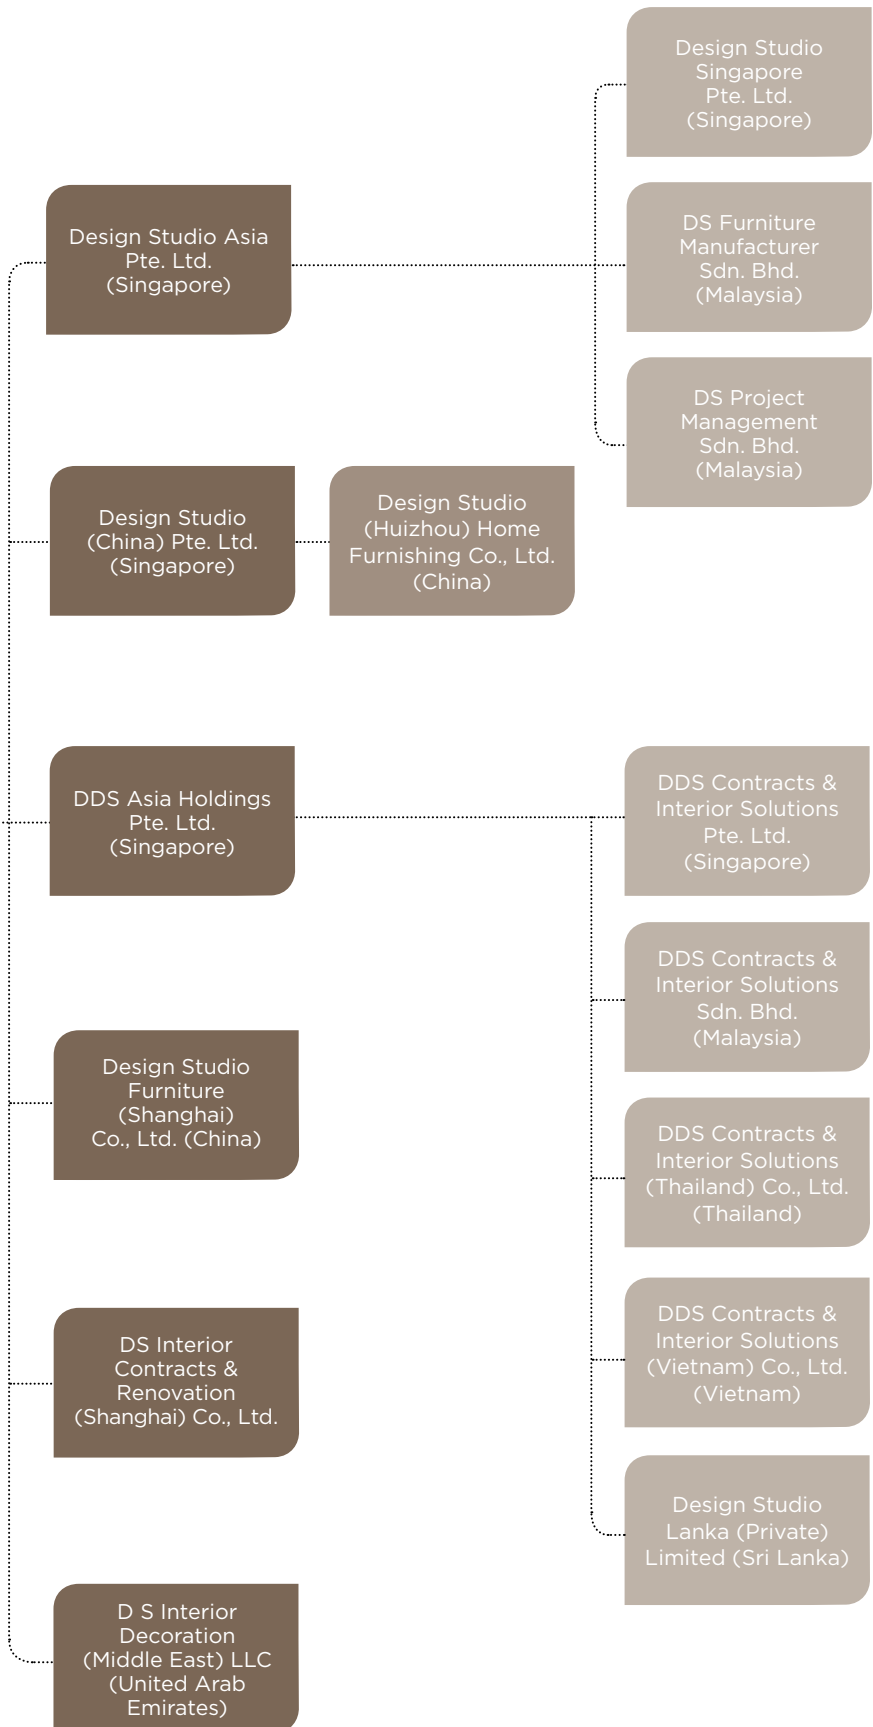 Design Studio
Singapore
Pte. Ltd.
(Singapore)
Design Studio Asia
Pte. Ltd.
(Singapore)
DS Furniture
Manufacturer
Sdn. Bhd.
(Malaysia)
DS Project
Management
Sdn. Bhd.
(Malaysia)
Design Studio
(China) Pte. Ltd.
(Singapore)
Design Studio
(Huizhou) Home
Furnishing Co., Ltd.
(China)
DDS Asia Holdings
Pte. Ltd.
(Singapore)
DDS Contracts &
Interior Solutions
Pte. Ltd.
(Singapore)
DDS Contracts &
Interior Solutions
Sdn. Bhd.
(Malaysia)
Design Studio
Furniture
(Shanghai)
Co., Ltd. (China)
DDS Contracts &
Interior Solutions
(Thailand) Co., Ltd.
(Thailand)
DDS Contracts &
Interior Solutions
(Vietnam) Co., Ltd.
(Vietnam)
DS Interior
Contracts &
Renovation
(Shanghai) Co., Ltd.
Design Studio
Lanka (Private)
Limited (Sri Lanka)
D S Interior
Decoration
(Middle East) LLC
(United Arab
Emirates)